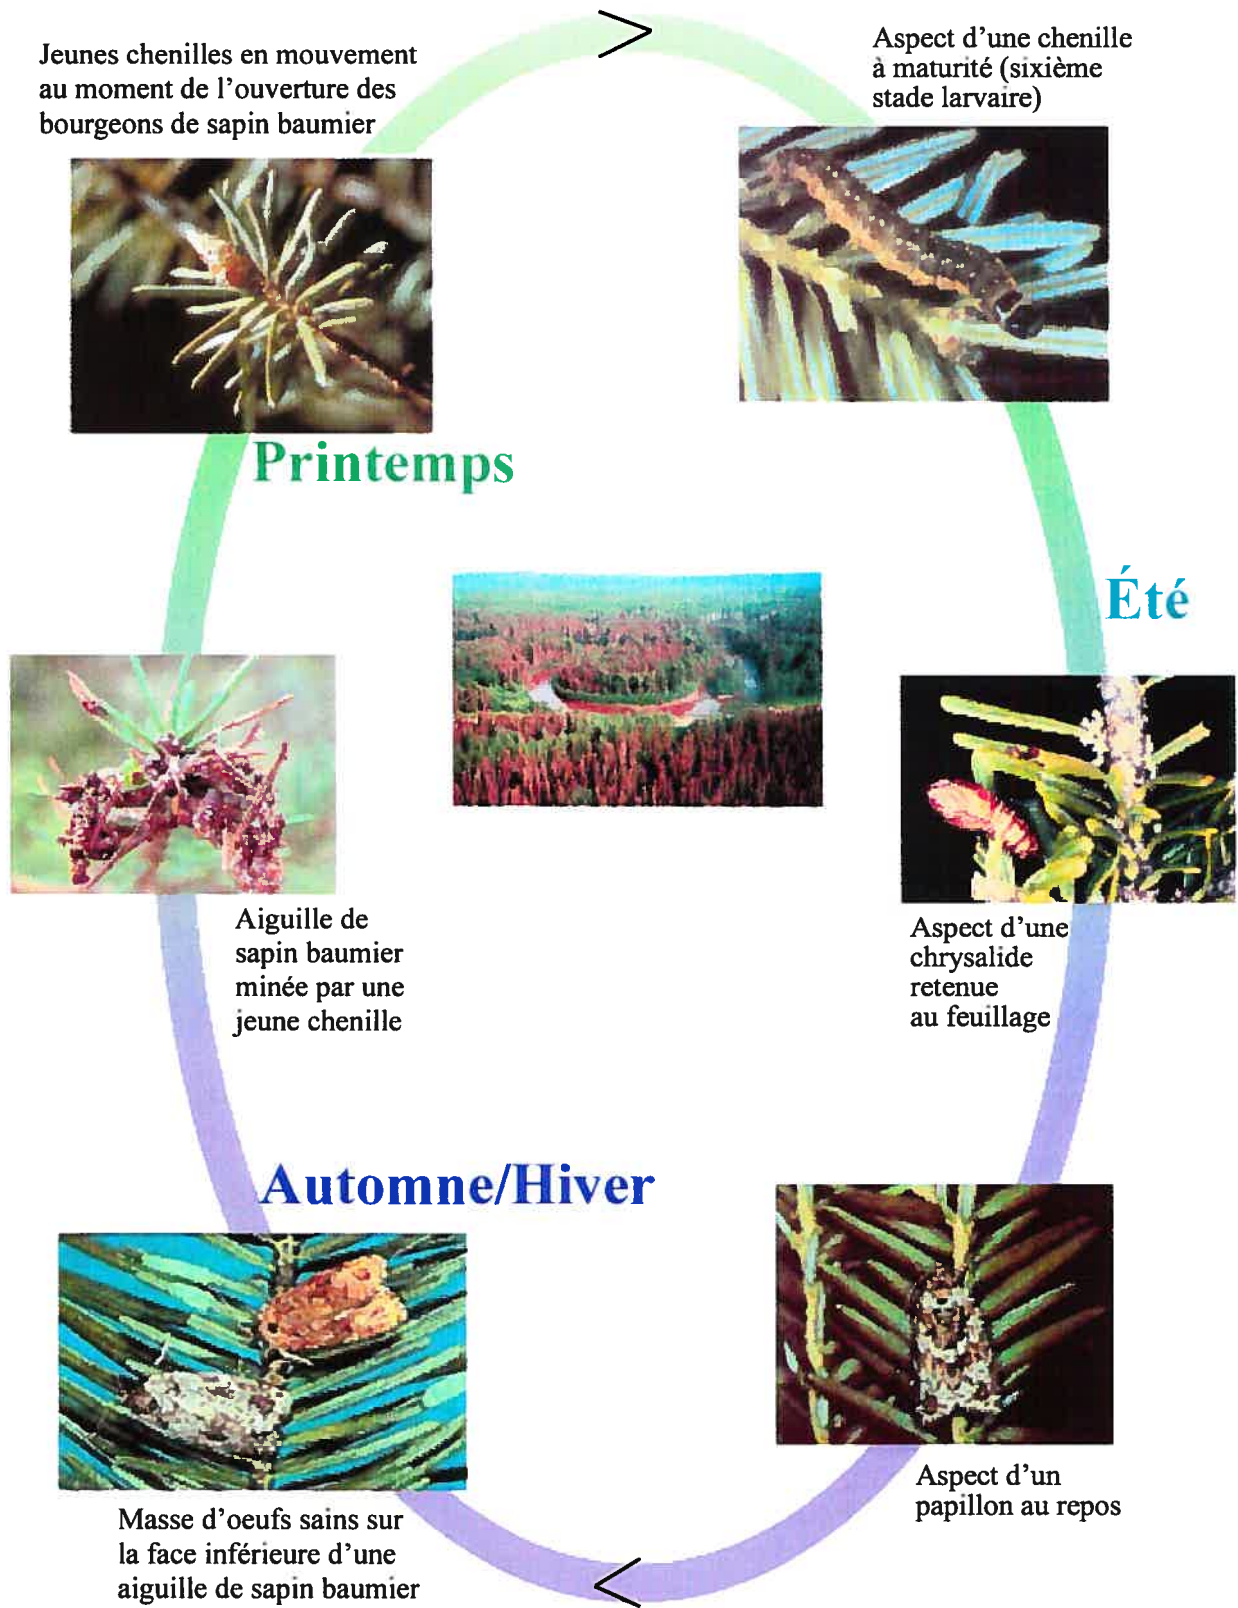 Jeunes chenilles en mouvement
au moment de l'ouverture des
bourgeons de sapin baumier
Aspect d'une chenille
à maturité (sixième
stade larvaire)
Printemps
Été
Aiguille de
sapin baumier
minée par une
jeune chenille
Aspect d'une
chrysalide
retenue
au feuillage
Automne/Hiver
Masse d'oeufs sains sur
la face inférieure d'une
aiguille de sapin baumier
Aspect d'un
papillon au repos